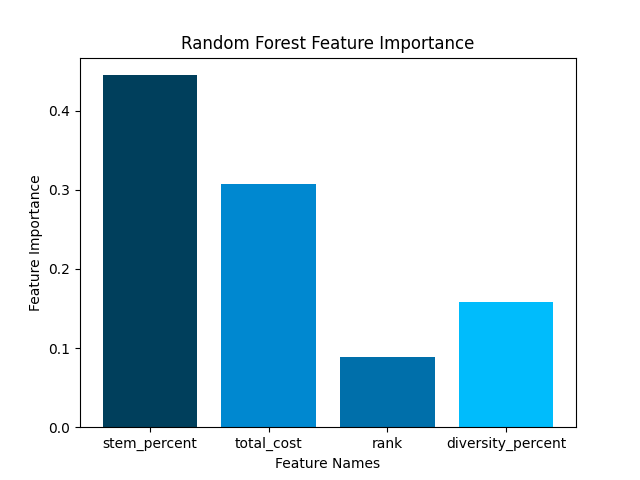 Random Forest Feature Importance
Feature Importance
0.4
0.3
0.2
0.1
0.0
stem_percent total_cost rank diversity_percent
Feature Names